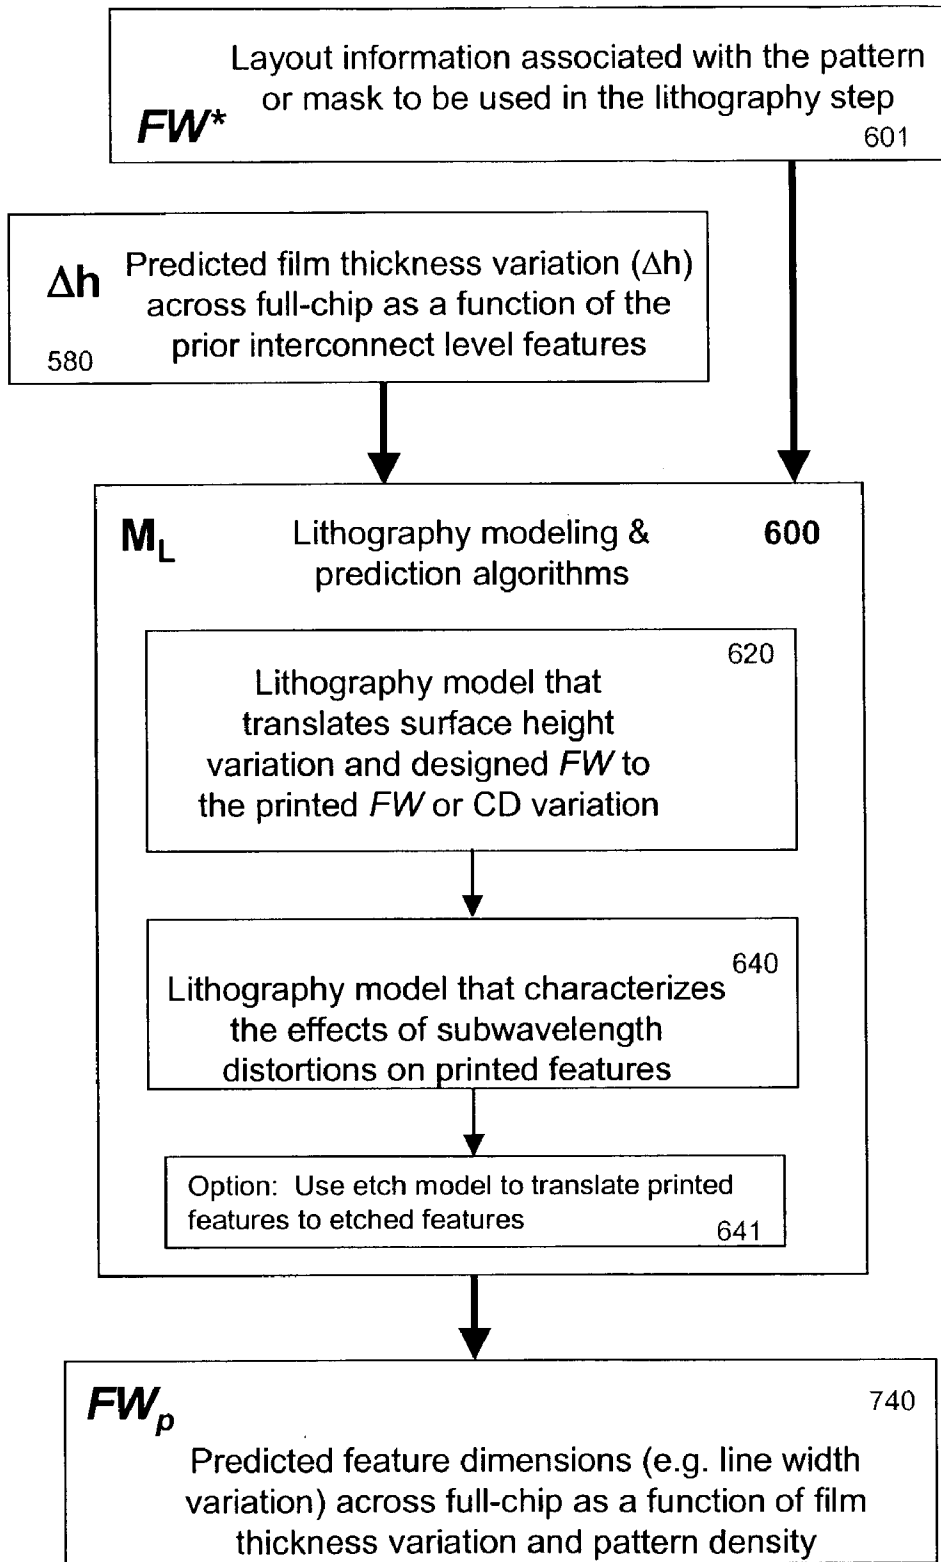 Layout information associated with the pattern
or mask to be used in the lithography step
FW*
601
Δh
Predicted film thickness variation (Δh)
across full-chip as a function of the
prior interconnect level features
580
M_L
Lithography modeling &
prediction algorithms
600
620
Lithography model that
translates surface height
variation and designed FW to
the printed FW or CD variation
640
Lithography model that characterizes
the effects of subwavelength
distortions on printed features
Option: Use etch model to translate printed
features to etched features
641
FW_p
740
Predicted feature dimensions (e.g. line width
variation) across full-chip as a function of film
thickness variation and pattern density